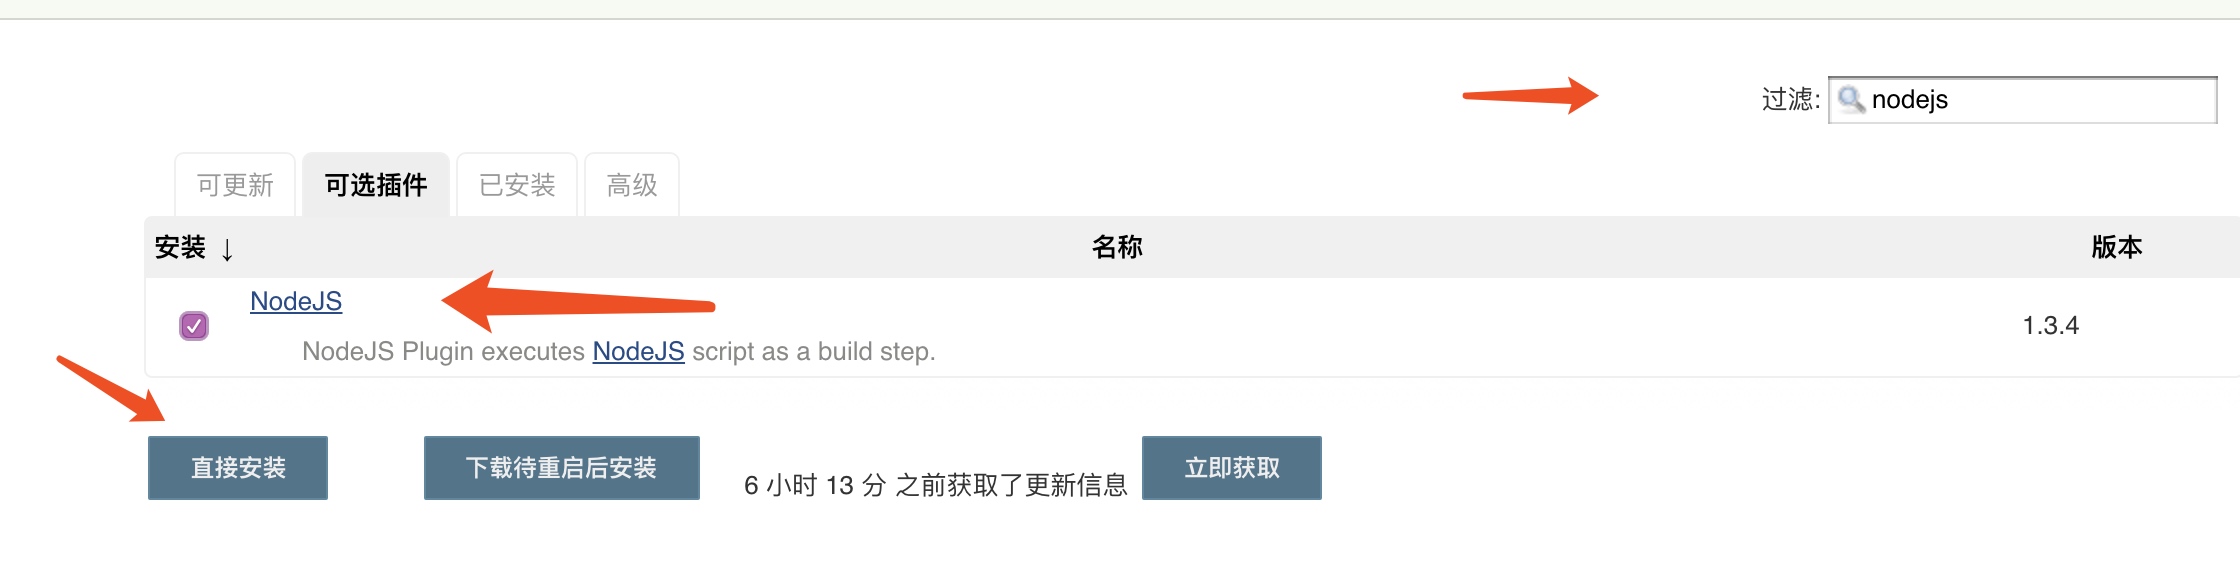 过滤: nodejs
可更新 可选插件 已安装 高级
安装 ↓ 名称 版本
NodeJS
1.3.4
NodeJS Plugin executes NodeJS script as a build step.
直接安装 下载待重启后安装 6 小时 13 分 之前获取了更新信息 立即获取